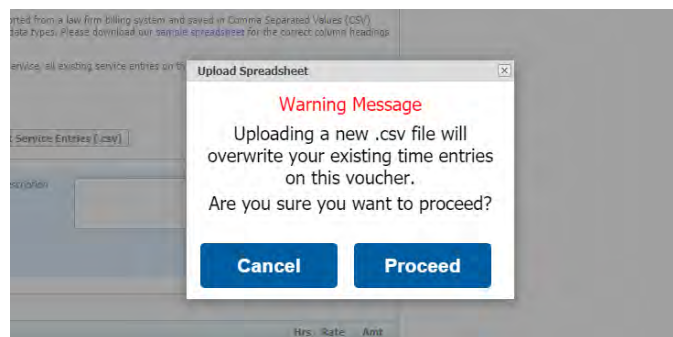 orted from a law firm billing system and saved in Comma Separated Values (CSV)
data types. Please download our sample spreadsheet for the correct column headings
ervice, all existing service entries on th
Upload Spreadsheet
Warning Message
Uploading a new .csv file will
overwrite your existing time entries
on this voucher.
Are you sure you want to proceed?
Service Entries (.csv)
escription
Cancel
Proceed
Hrs Rate Amt